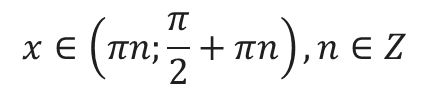 x ∈ (πn; π/2 + πn), n ∈ Z